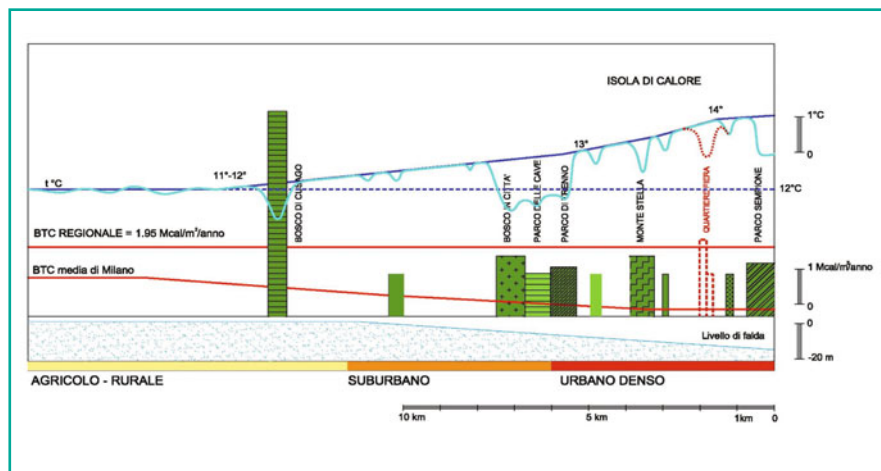 ISOLA DI CALORE
14°
1°C
13°
0
11°-12°
t °C
12°C
BOSCO DI CUSAGO
BOSCO IN CITTA'
PARCO DELLE CAVE
PARCO DI TRENNO
MONTE STELLA
QUARTIERE FIERA
PARCO SEMPIONE
BTC REGIONALE = 1.95 Mcal/m²/anno
BTC media di Milano
1 Mcal/m²/anno
0
0
Livello di falda
-20 m
AGRICOLO - RURALE
SUBURBANO
URBANO DENSO
10 km
5 km
1km
0